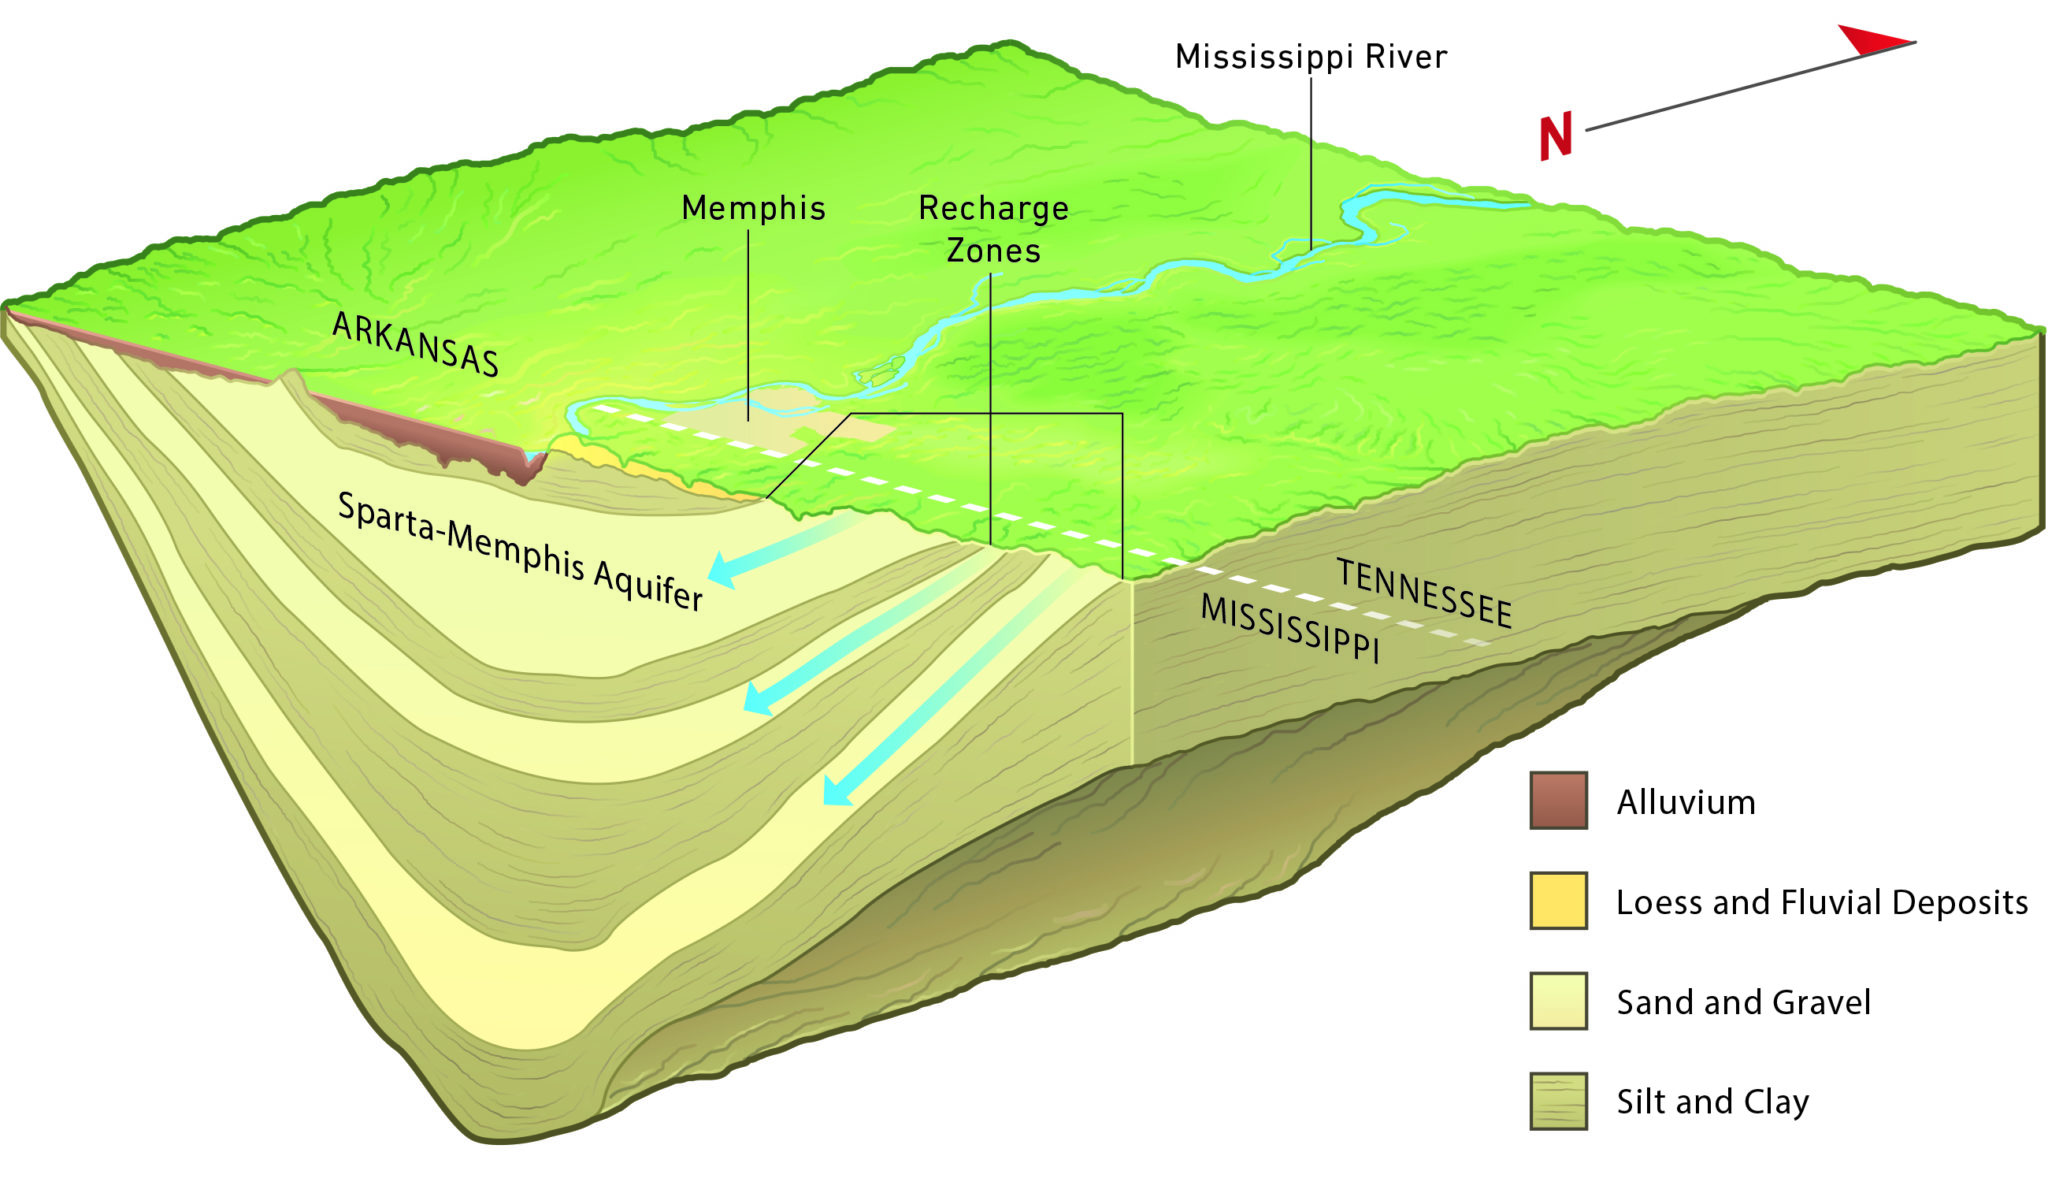 Mississippi River
N
Memphis
Recharge
Zones
ARKANSAS
Sparta-Memphis Aquifer
TENNESSEE
MISSISSIPPI
Alluvium
Loess and Fluvial Deposits
Sand and Gravel
Silt and Clay